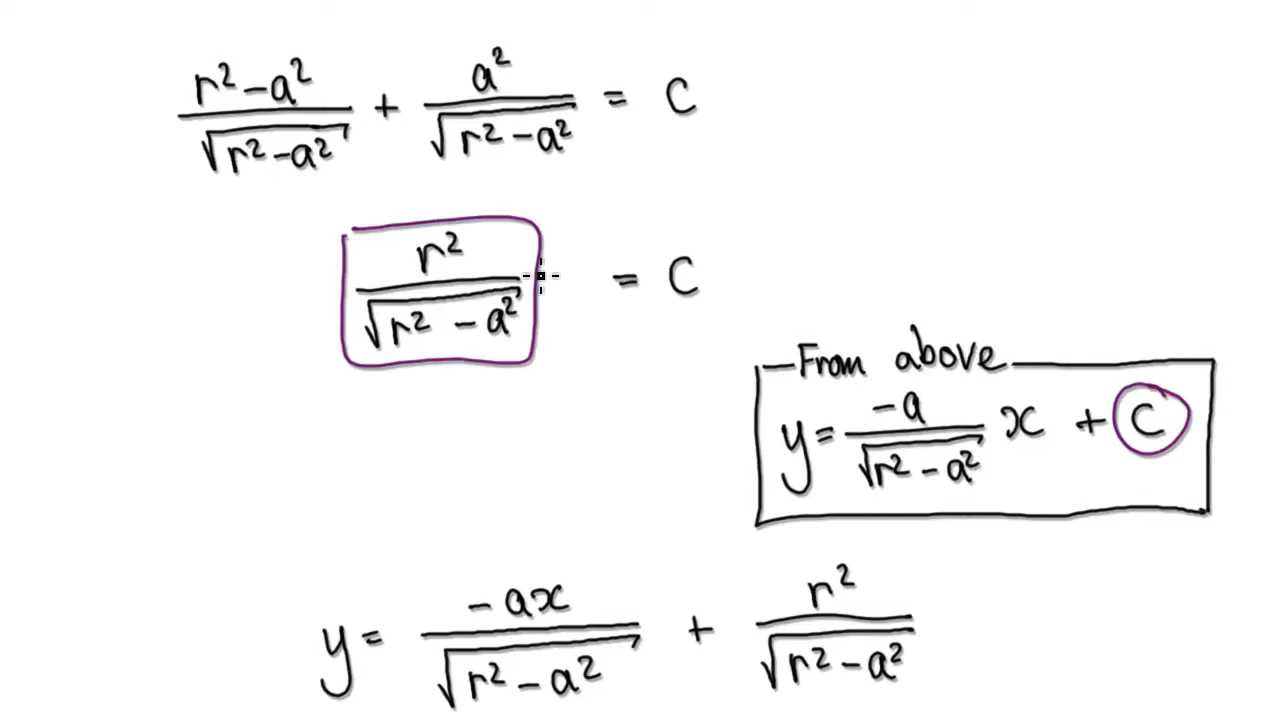 r² − a² / √(r² − a²) + a² / √(r² − a²) = C
r² / √(r² − a²) = C
From above
y = −a / √(r² − a²) x + C
y = −ax / √(r² − a²) + r² / √(r² − a²)